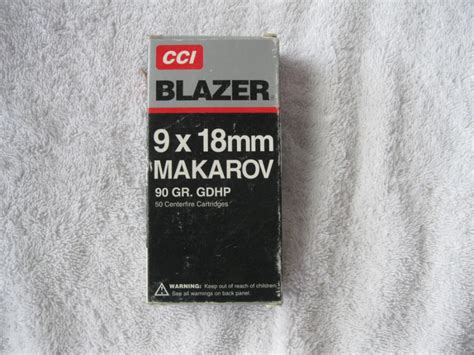 CCI
BLAZER
9 x 18mm
MAKAROV
90 GR. GDHP
50 Centerfire Cartridges
WARNING: Keep out of reach of children.
See all warnings on back panel.